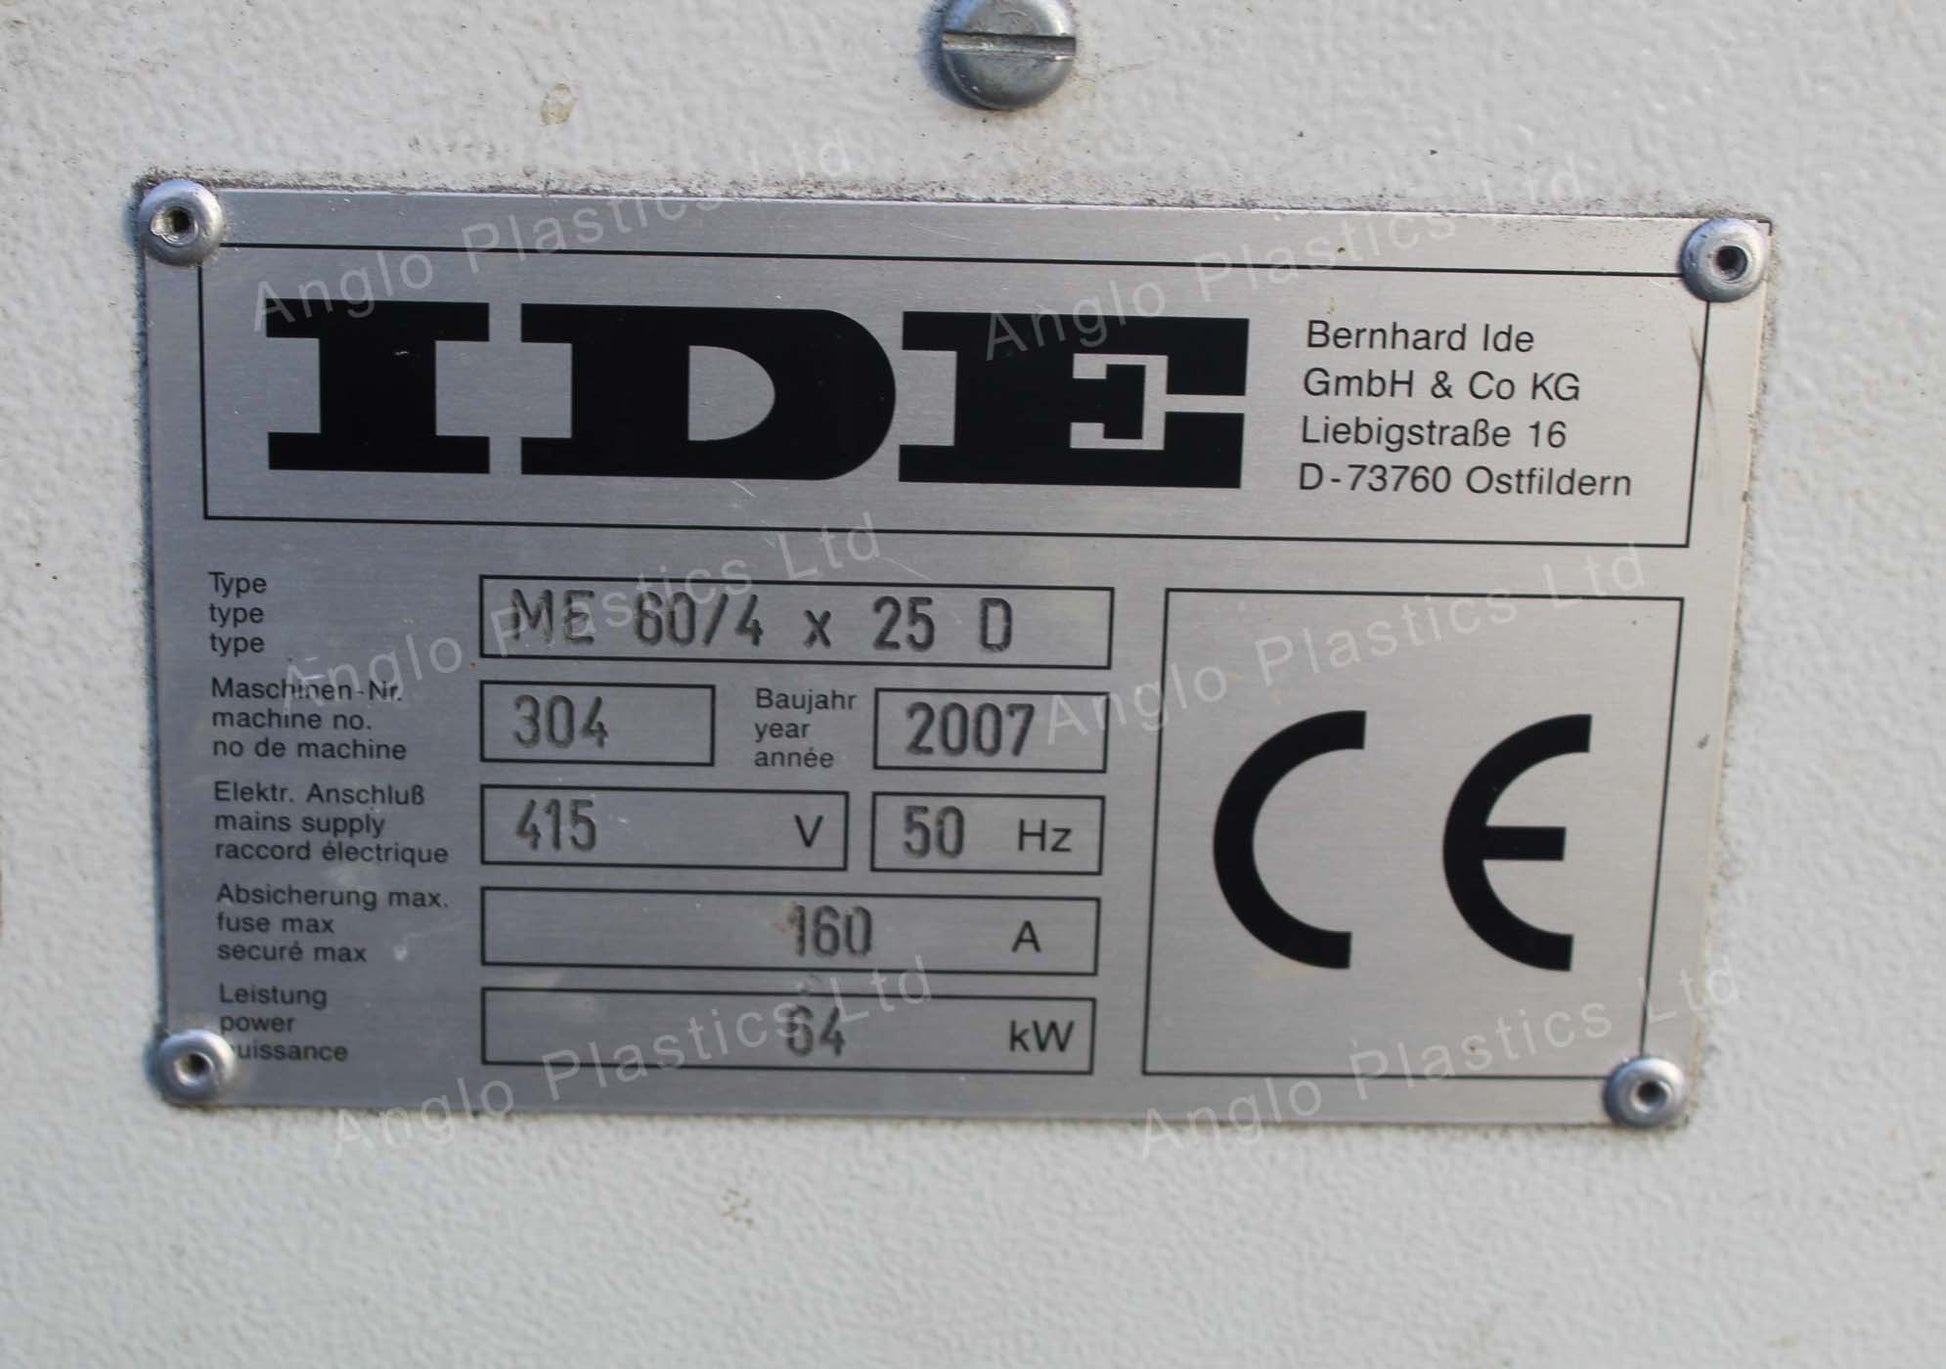 IDE
Bernhard Ide
GmbH & Co KG
Liebigstraße 16
D-73760 Ostfildern
Type
type
type
ME 60/4 x 25 D
Maschinen-Nr.
machine no.
no de machine
304
Baujahr
year
année
2007
Elektr. Anschluß
mains supply
raccord électrique
415 V
50 Hz
Absicherung max.
fuse max
securé max
160 A
Leistung
power
puissance
64 kW
CE
Anglo Plastics Ltd
Anglo Plastics Ltd
Anglo Plastics Ltd
Anglo Plastics Ltd
Anglo Plastics Ltd
Anglo Plastics Ltd